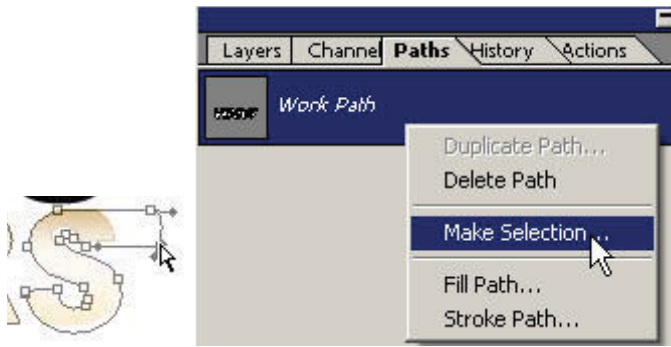 Layers Channel Paths History Actions
Work Path
Duplicate Path...
Delete Path
Make Selection...
Fill Path...
Stroke Path...
S